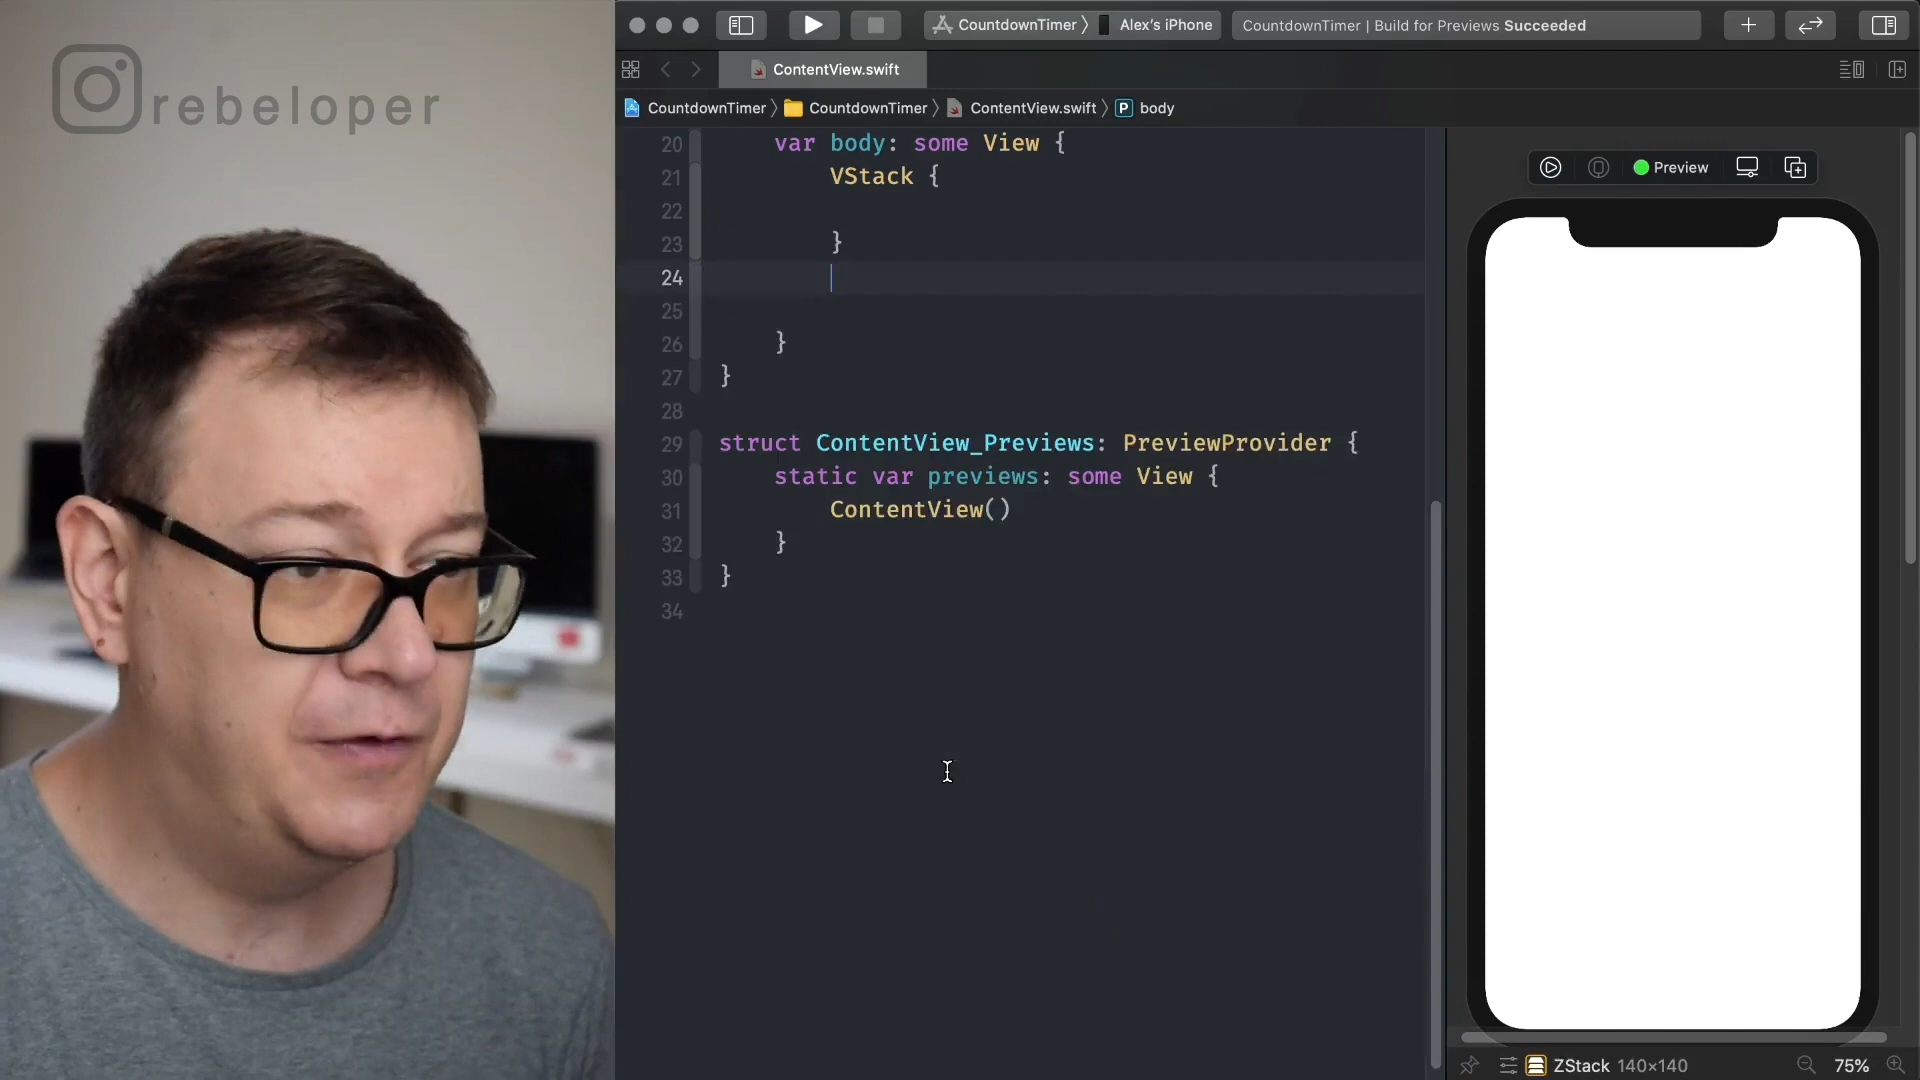 rebeloper
CountdownTimer 〉 Alex's iPhone
CountdownTimer | Build for Previews Succeeded
ContentView.swift
CountdownTimer 〉 CountdownTimer 〉 ContentView.swift 〉 P body
20 var body: some View {
21 VStack {
22
23 }
24
25
26 }
27 }
28
29 struct ContentView_Previews: PreviewProvider {
30 static var previews: some View {
31 ContentView()
32 }
33 }
34
Preview
ZStack 140×140
75%